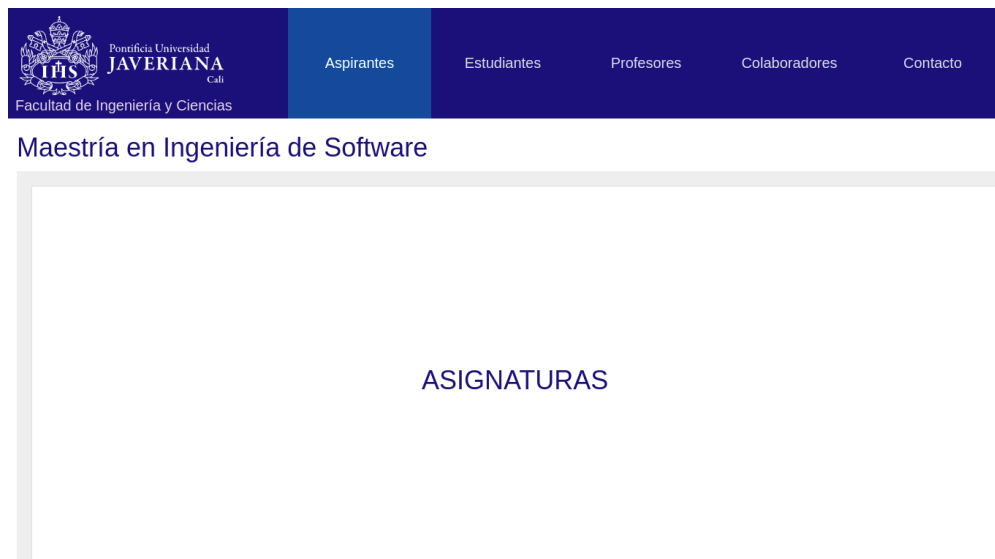 IHS
Pontificia Universidad
JAVERIANA
Cali
Facultad de Ingeniería y Ciencias
Aspirantes
Estudiantes
Profesores
Colaboradores
Contacto
Maestría en Ingeniería de Software
ASIGNATURAS